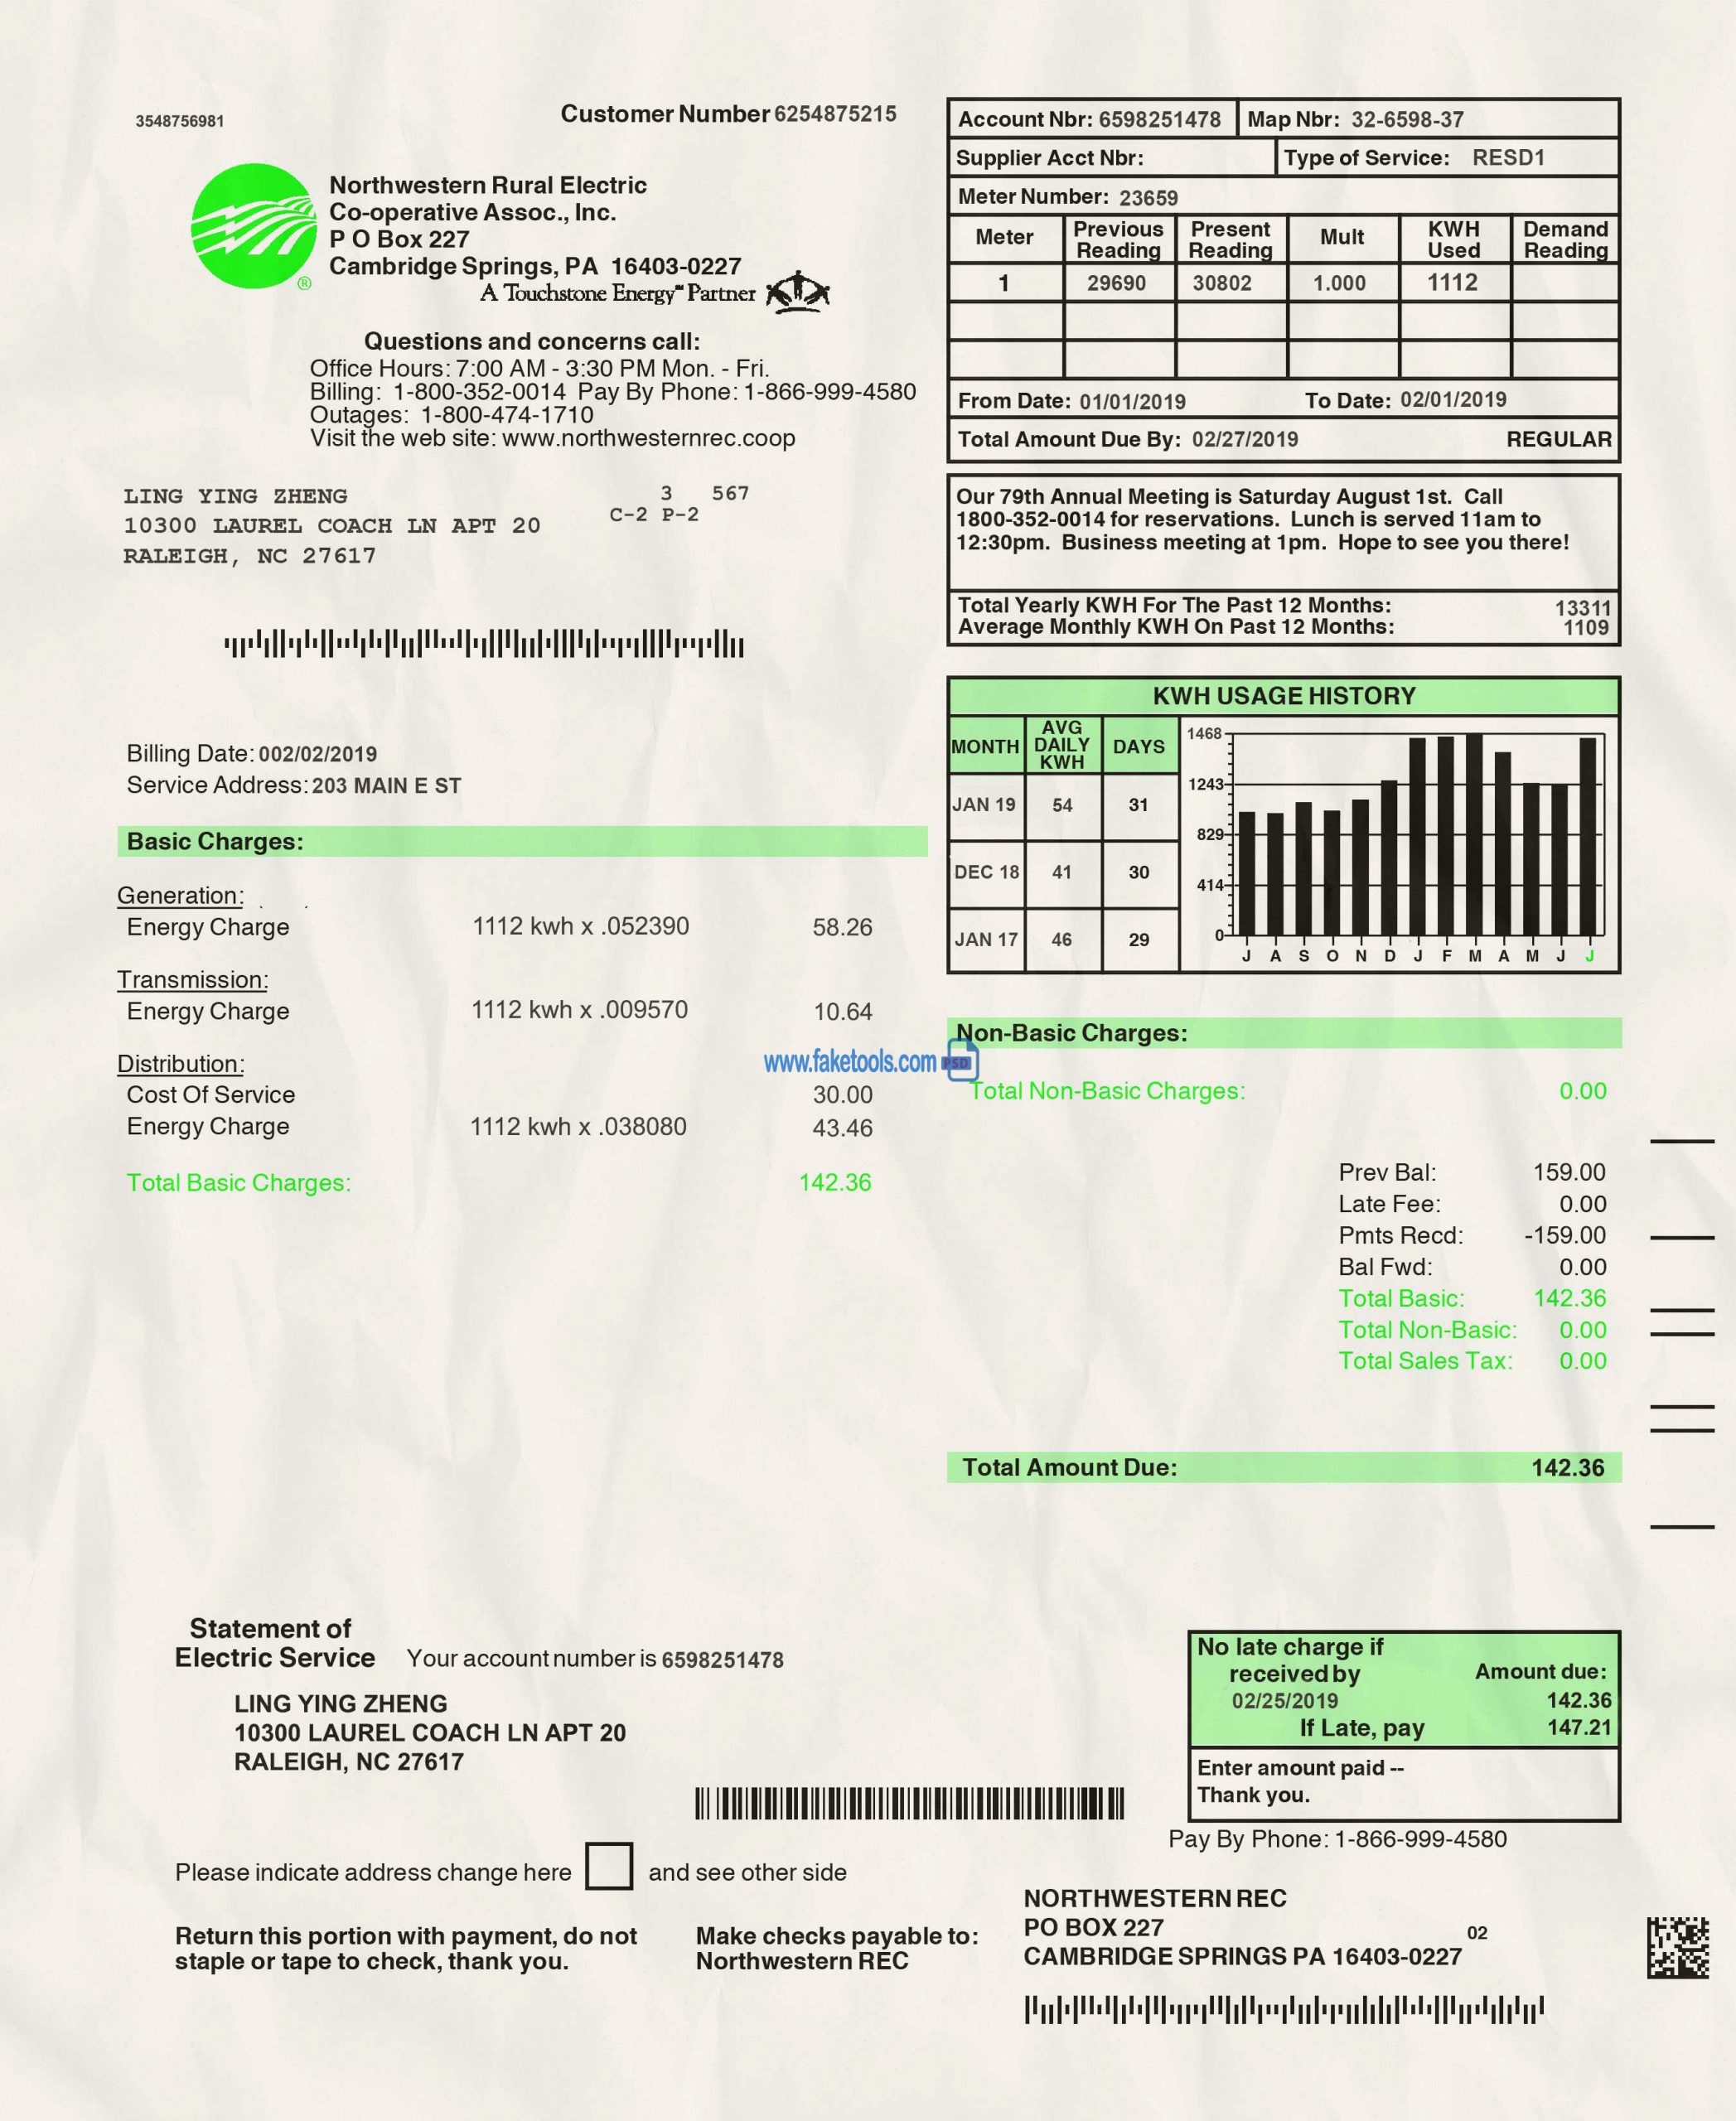 3548756981
Customer Number 6254875215
Northwestern Rural Electric
Co-operative Assoc., Inc.
P O Box 227
Cambridge Springs, PA 16403-0227
A Touchstone Energy℠ Partner
®
Questions and concerns call:
Office Hours: 7:00 AM - 3:30 PM Mon. - Fri.
Billing: 1-800-352-0014 Pay By Phone: 1-866-999-4580
Outages: 1-800-474-1710
Visit the web site: www.northwesternrec.coop
LING YING ZHENG
10300 LAUREL COACH LN APT 20
RALEIGH, NC 27617
3 567
C-2 P-2
Billing Date: 002/02/2019
Service Address: 203 MAIN E ST
Basic Charges:
Generation:
Energy Charge 1112 kwh x .052390 58.26
Transmission:
Energy Charge 1112 kwh x .009570 10.64
Distribution:
Cost Of Service 30.00
Energy Charge 1112 kwh x .038080 43.46
Total Basic Charges: 142.36
Account Nbr: 6598251478 Map Nbr: 32-6598-37
Supplier Acct Nbr: Type of Service: RESD1
Meter Number: 23659
Meter Previous Reading Present Reading Mult KWH Used Demand Reading
1 29690 30802 1.000 1112
From Date: 01/01/2019 To Date: 02/01/2019
Total Amount Due By: 02/27/2019 REGULAR
Our 79th Annual Meeting is Saturday August 1st. Call
1800-352-0014 for reservations. Lunch is served 11am to
12:30pm. Business meeting at 1pm. Hope to see you there!
Total Yearly KWH For The Past 12 Months: 13311
Average Monthly KWH On Past 12 Months: 1109
KWH USAGE HISTORY
MONTH AVG DAILY KWH DAYS
JAN 19 54 31
DEC 18 41 30
JAN 17 46 29
1468
1243
829
414
0
J A S O N D J F M A M J J
Non-Basic Charges:
www.faketools.com PSD
Total Non-Basic Charges: 0.00
Prev Bal: 159.00
Late Fee: 0.00
Pmts Recd: -159.00
Bal Fwd: 0.00
Total Basic: 142.36
Total Non-Basic: 0.00
Total Sales Tax: 0.00
Total Amount Due: 142.36
Statement of
Electric Service Your account number is 6598251478
LING YING ZHENG
10300 LAUREL COACH LN APT 20
RALEIGH, NC 27617
No late charge if
received by Amount due:
02/25/2019 142.36
If Late, pay 147.21
Enter amount paid --
Thank you.
Pay By Phone: 1-866-999-4580
Please indicate address change here and see other side
Return this portion with payment, do not
staple or tape to check, thank you.
Make checks payable to:
Northwestern REC
NORTHWESTERN REC
PO BOX 227
02
CAMBRIDGE SPRINGS PA 16403-0227